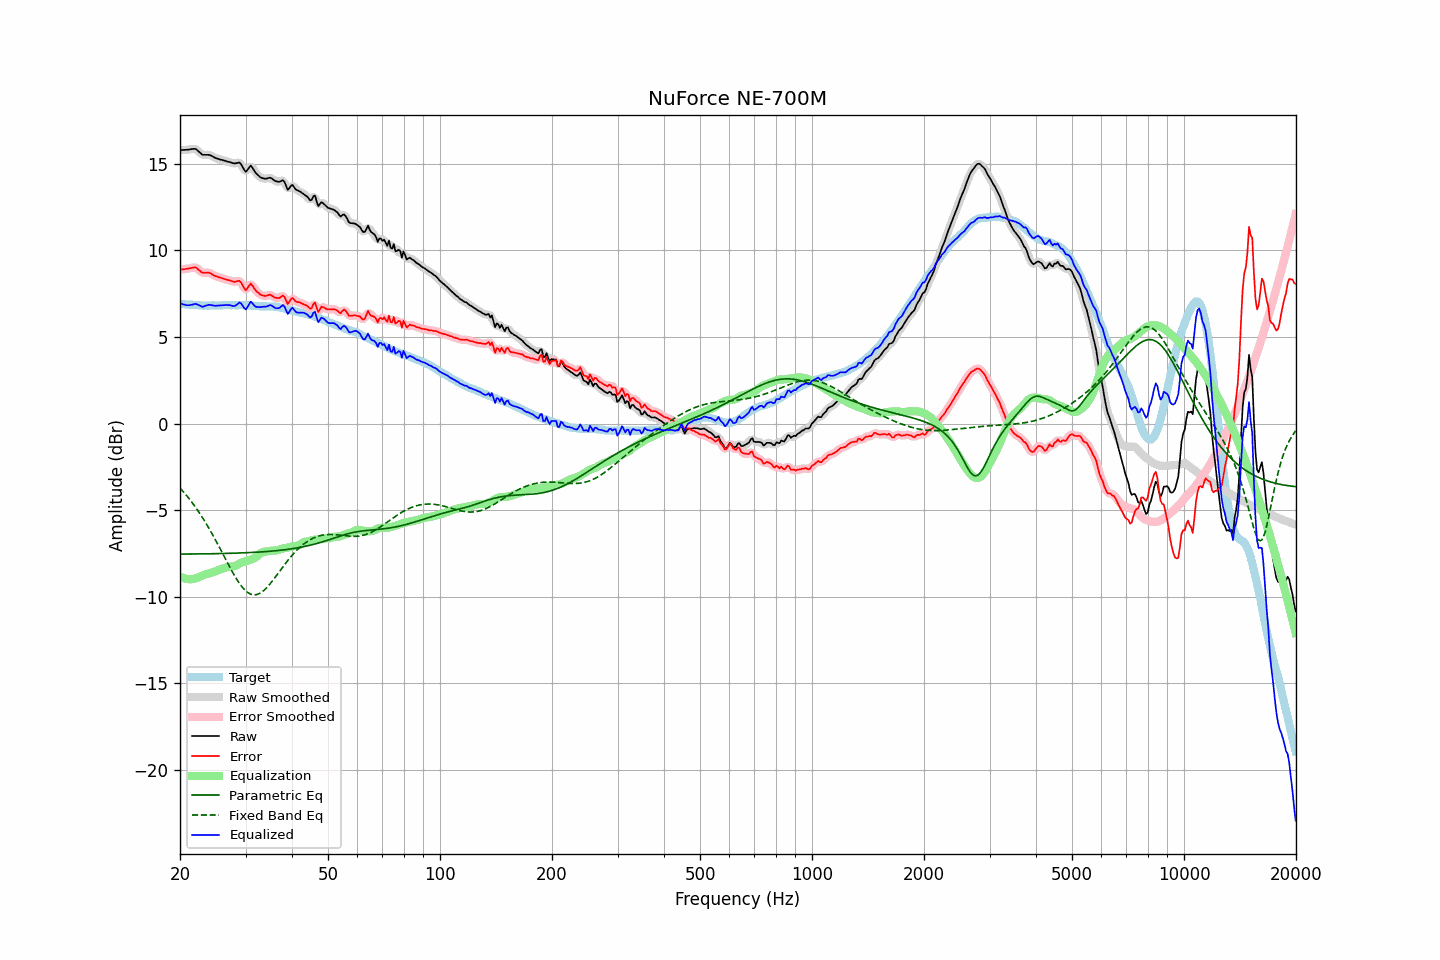 NuForce NE-700M
Amplitude (dBr)
15
10
5
0
−5
−10
−15
−20
Target
Raw Smoothed
Error Smoothed
Raw
Error
Equalization
Parametric Eq
Fixed Band Eq
Equalized
20
50
100
200
500
1000
2000
5000
10000
20000
Frequency (Hz)